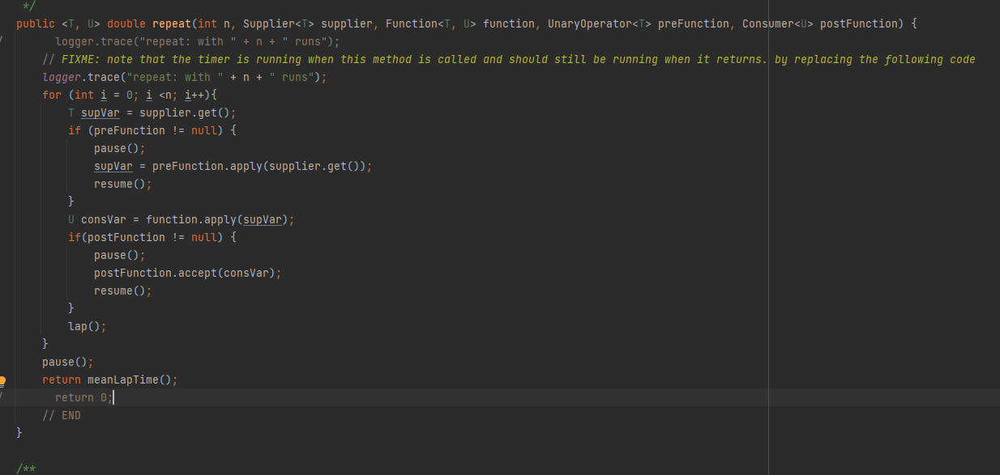 */
public <T, U> double repeat(int n, Supplier<T> supplier, Function<T, U> function, UnaryOperator<T> preFunction, Consumer<U> postFunction) {
/ logger.trace("repeat: with " + n + " runs");
// FIXME: note that the timer is running when this method is called and should still be running when it returns. by replacing the following code
logger.trace("repeat: with " + n + " runs");
for (int i = 0; i <n; i++){
T supVar = supplier.get();
if (preFunction != null) {
pause();
supVar = preFunction.apply(supplier.get());
resume();
}
U consVar = function.apply(supVar);
if(postFunction != null) {
pause();
postFunction.accept(consVar);
resume();
}
lap();
}
pause();
return meanLapTime();
/ return 0;
// END
}
/**